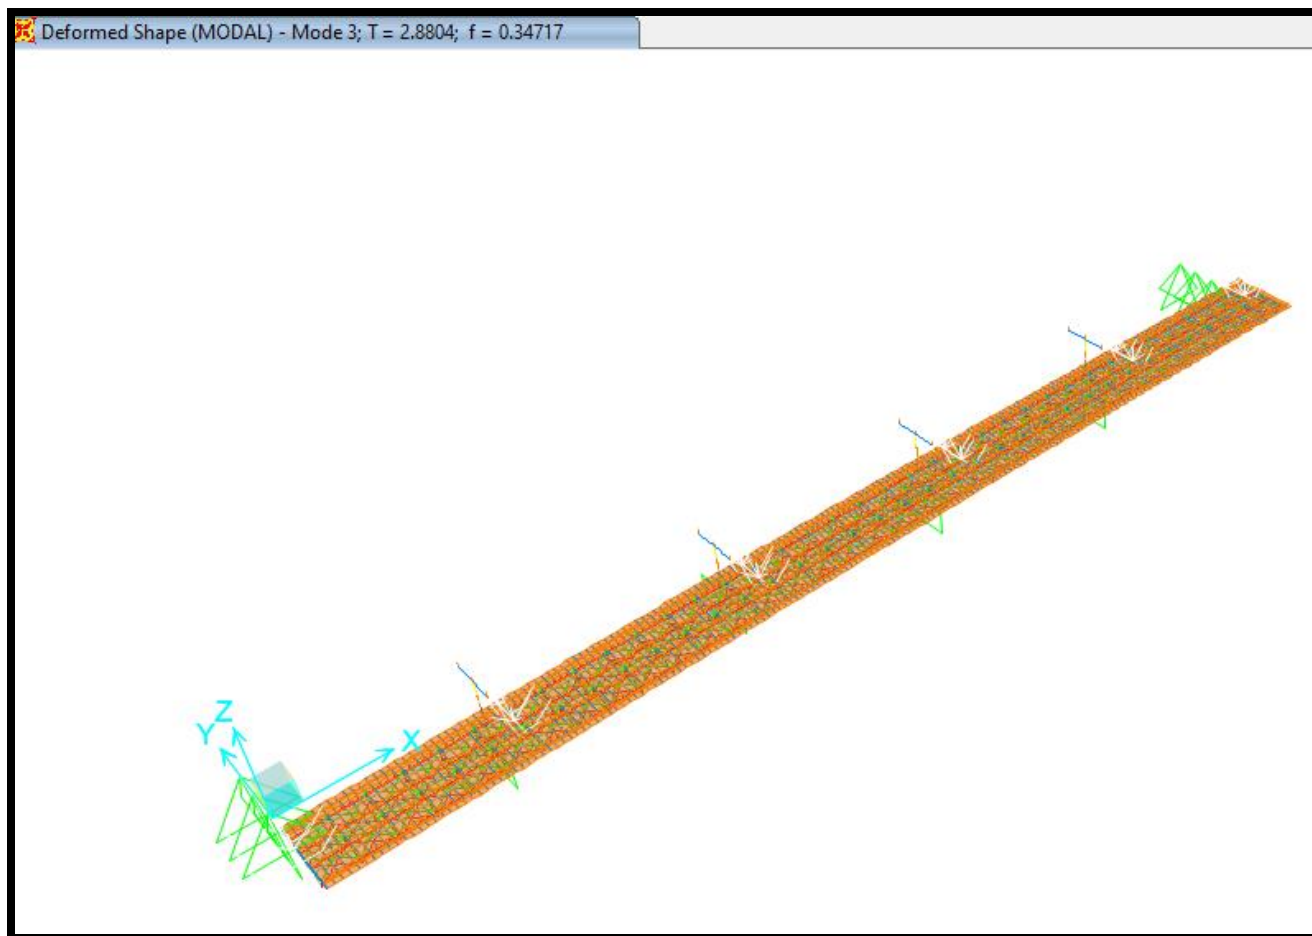 Deformed Shape (MODAL) - Mode 3; T = 2.8804; f = 0.34717
Z
Y
X